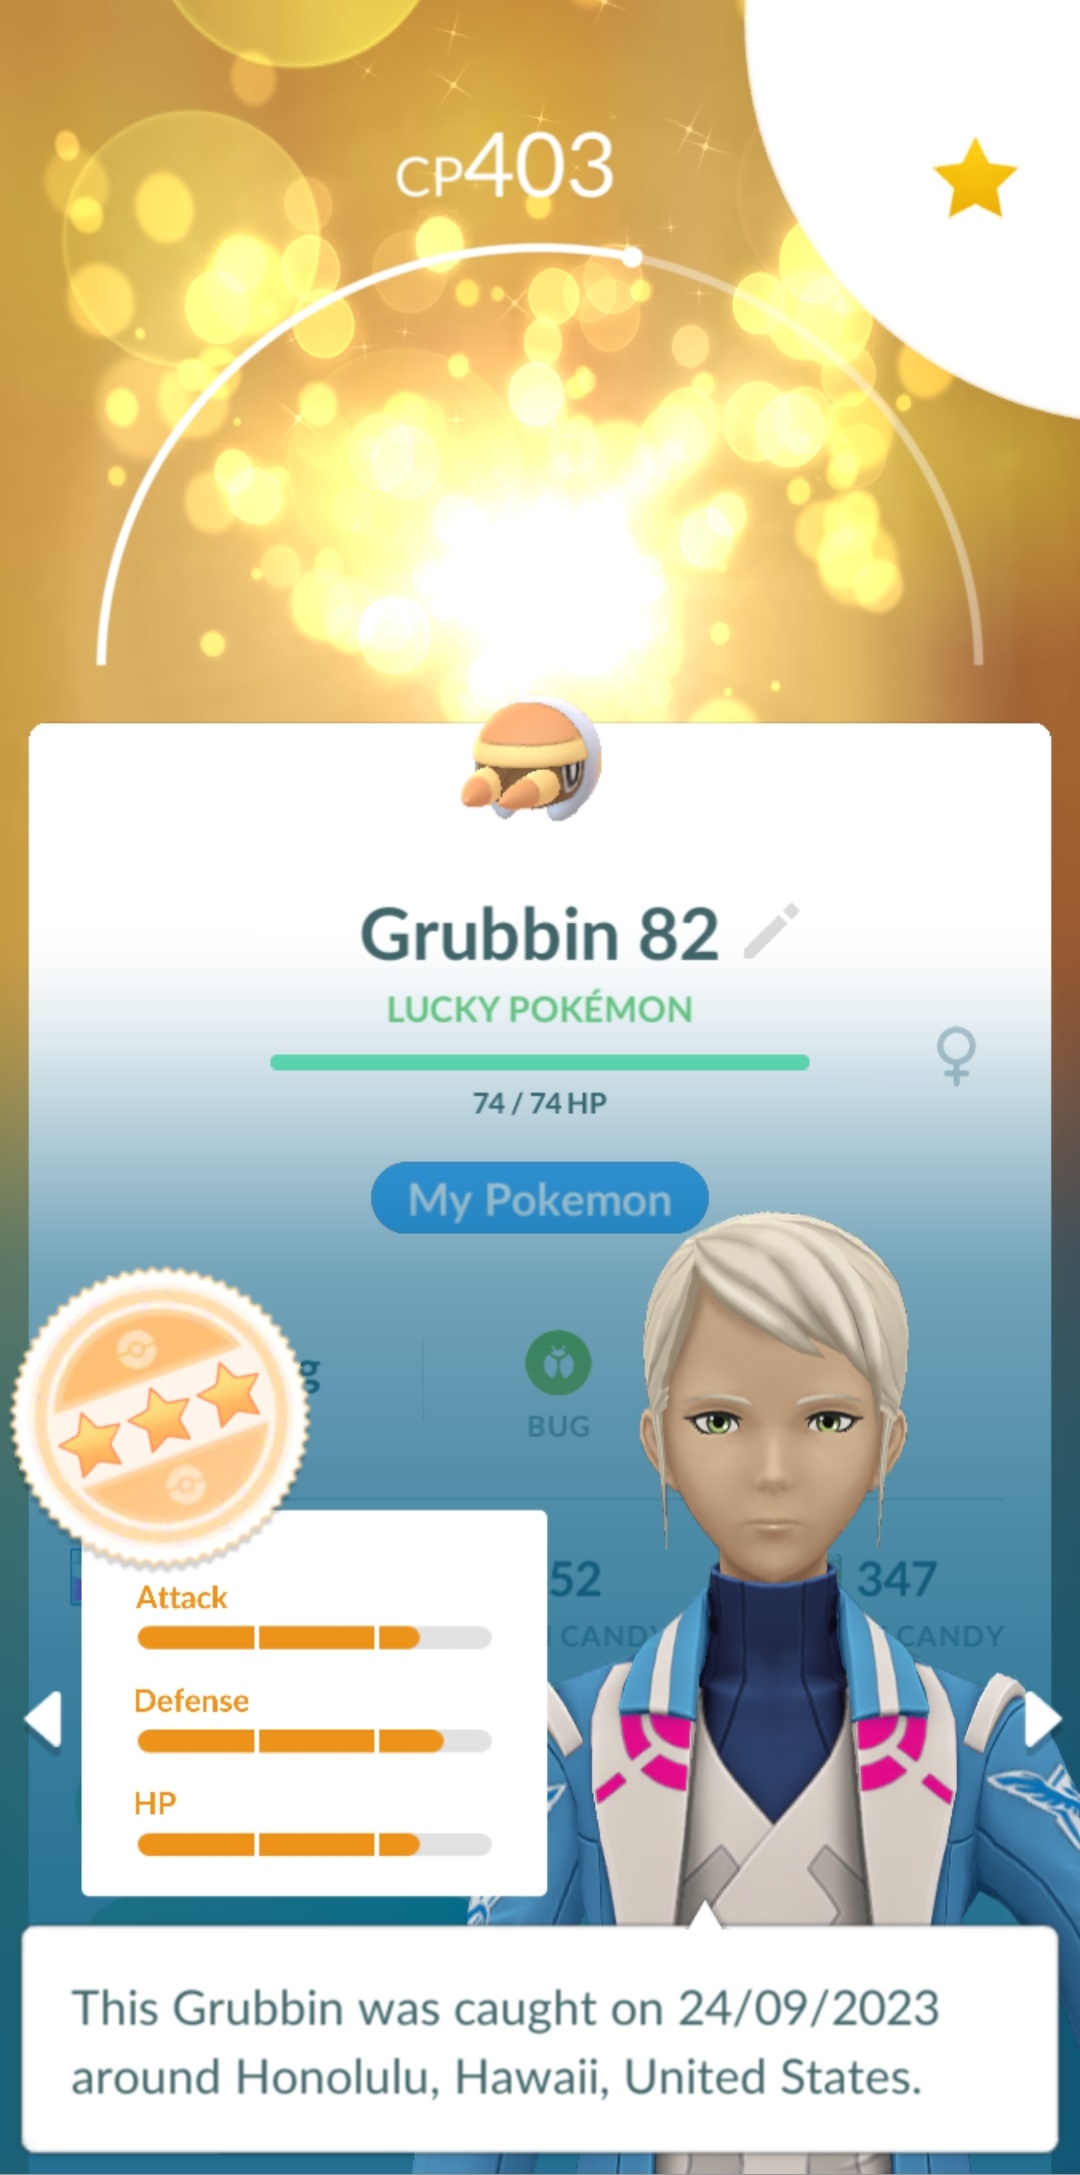 CP403
Grubbin 82
LUCKY POKÉMON
74 / 74 HP
My Pokemon
g
BUG
52
347
CANDY
CANDY
Attack
Defense
HP
This Grubbin was caught on 24/09/2023
around Honolulu, Hawaii, United States.